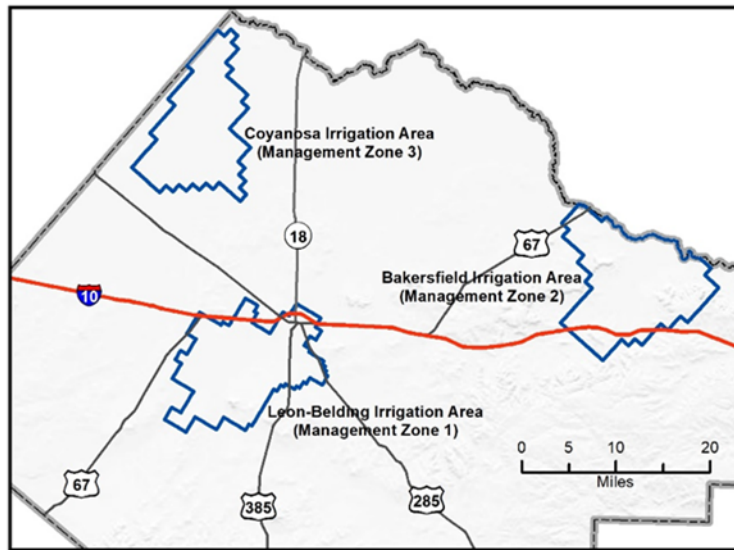 Coyanosa Irrigation Area
(Management Zone 3)
18
67
Bakersfield Irrigation Area
(Management Zone 2)
10
Leon-Belding Irrigation Area
(Management Zone 1)
67
385
285
0 5 10 20
Miles